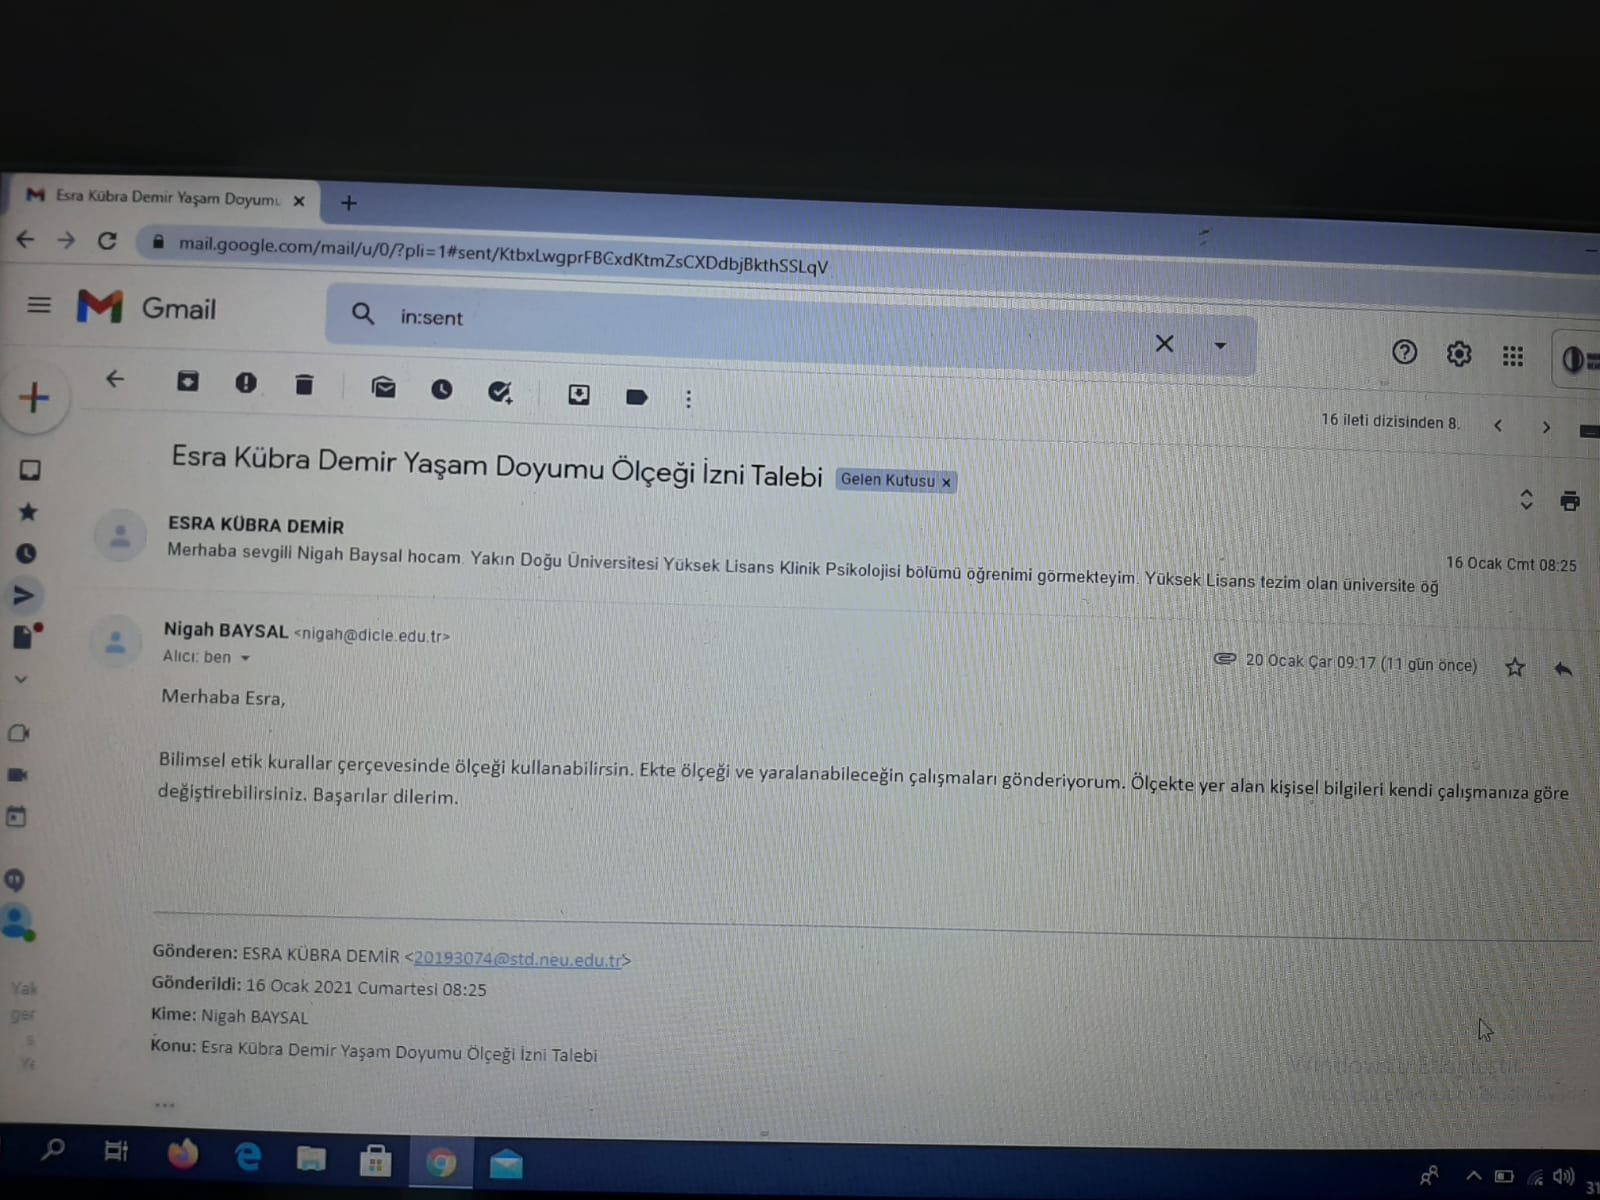 Esra Kübra Demir Yaşam Doyumu
mail.google.com/mail/u/0/?pli=1#sent/KtbxLwgprFBCxdKtmZsCXDdbjBkthSSLqV
Gmail
in:sent
16 ileti dizisinden 8.
Esra Kübra Demir Yaşam Doyumu Ölçeği İzni Talebi Gelen Kutusu x
ESRA KÜBRA DEMİR
16 Ocak Cmt 08:25
Merhaba sevgili Nigah Baysal hocam. Yakın Doğu Üniversitesi Yüksek Lisans Klinik Psikolojisi bölümü öğrenimi görmekteyim. Yüksek Lisans tezim olan üniversite öğ
Nigah BAYSAL <nigah@dicle.edu.tr>
20 Ocak Çar 09:17 (11 gün önce)
Alıcı: ben
Merhaba Esra,
Bilimsel etik kurallar çerçevesinde ölçeği kullanabilirsin. Ekte ölçeği ve yaralanabileceğin çalışmaları gönderiyorum. Ölçekte yer alan kişisel bilgileri kendi çalışmanıza göre
değiştirebilirsiniz. Başarılar dilerim.
Gönderen: ESRA KÜBRA DEMİR <20193074@std.neu.edu.tr>
Gönderildi: 16 Ocak 2021 Cumartesi 08:25
Kime: Nigah BAYSAL
Konu: Esra Kübra Demir Yaşam Doyumu Ölçeği İzni Talebi
...
Yak
ger
s